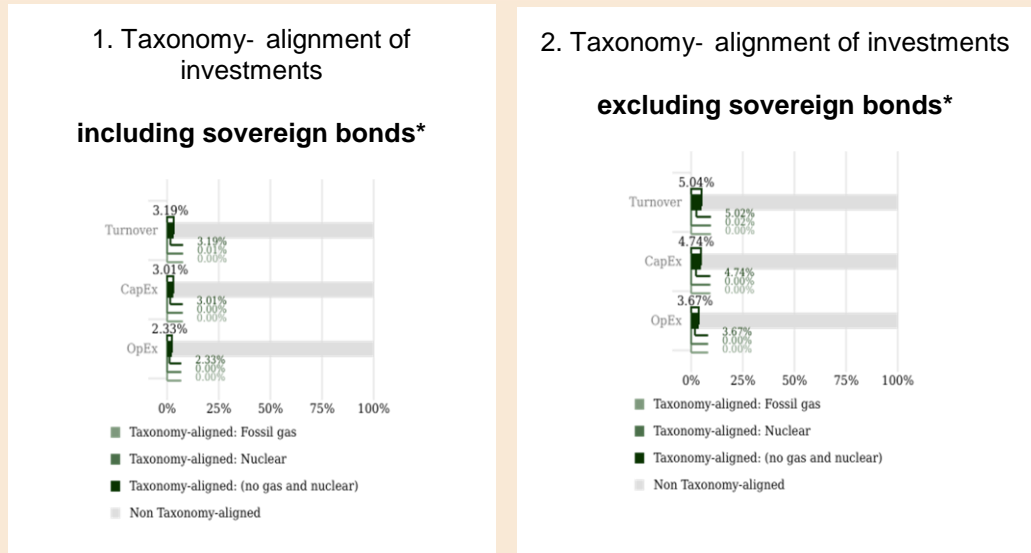 1. Taxonomy- alignment of
investments
including sovereign bonds*
3.19%
Turnover
3.19%
0.01%
0.00%
3.01%
CapEx
3.01%
0.00%
0.00%
2.33%
OpEx
2.33%
0.00%
0.00%
0% 25% 50% 75% 100%
Taxonomy-aligned: Fossil gas
Taxonomy-aligned: Nuclear
Taxonomy-aligned: (no gas and nuclear)
Non Taxonomy-aligned
2. Taxonomy- alignment of investments
excluding sovereign bonds*
5.04%
Turnover
5.02%
0.02%
0.00%
4.74%
CapEx
4.74%
0.00%
0.00%
3.67%
OpEx
3.67%
0.00%
0.00%
0% 25% 50% 75% 100%
Taxonomy-aligned: Fossil gas
Taxonomy-aligned: Nuclear
Taxonomy-aligned: (no gas and nuclear)
Non Taxonomy-aligned